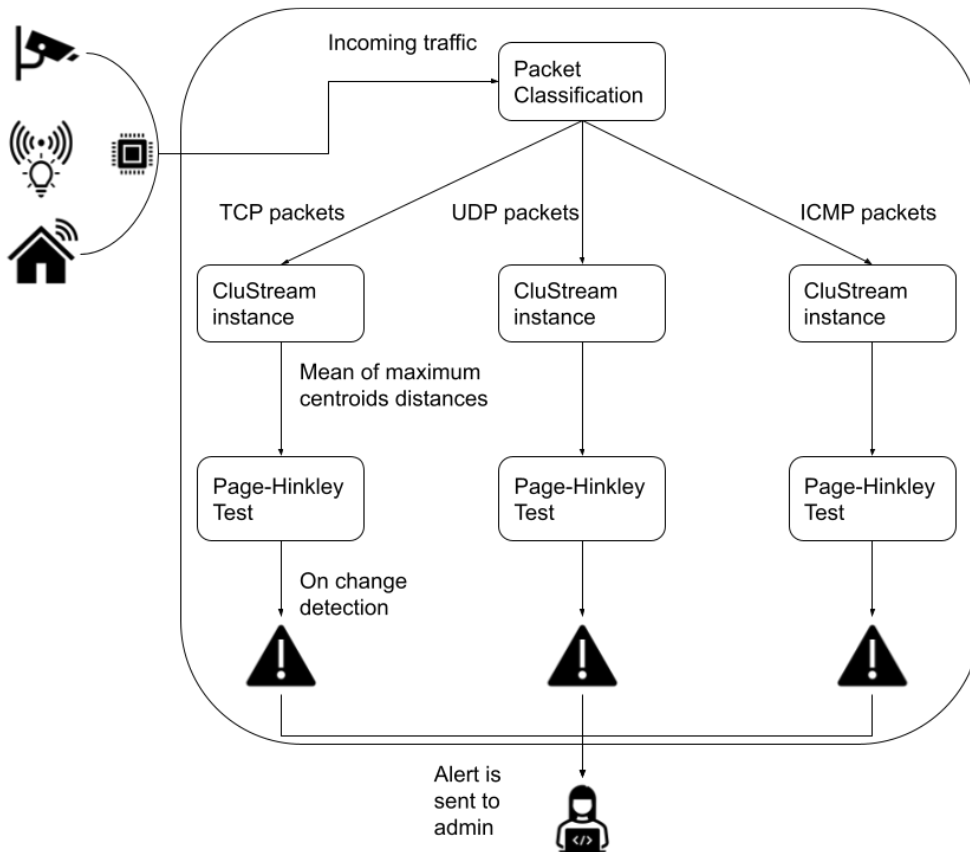 Incoming traffic
Packet
Classification
TCP packets
UDP packets
ICMP packets
CluStream
instance
CluStream
instance
CluStream
instance
Mean of maximum
centroids distances
Page-Hinkley
Test
Page-Hinkley
Test
Page-Hinkley
Test
On change
detection
Alert is
sent to
admin